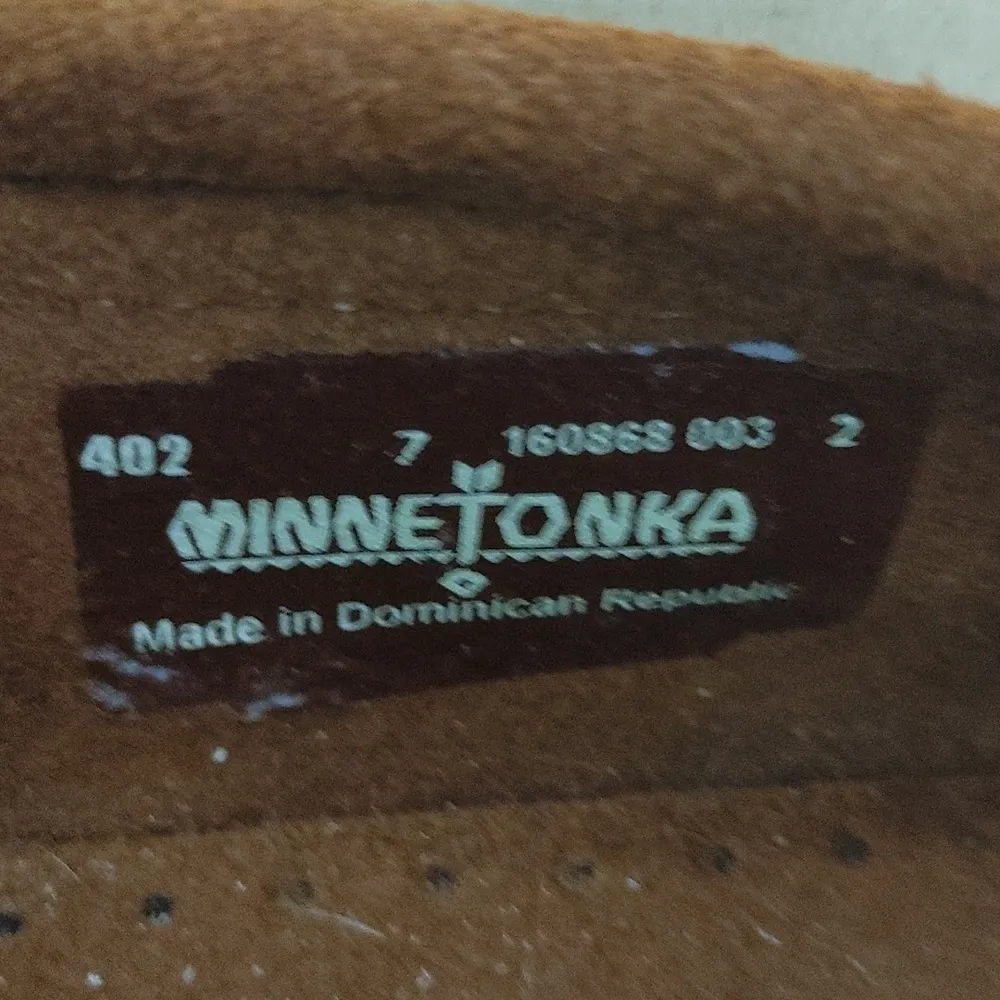 402 7 160868 003 2
MINNETONKA
Made in Dominican Republic